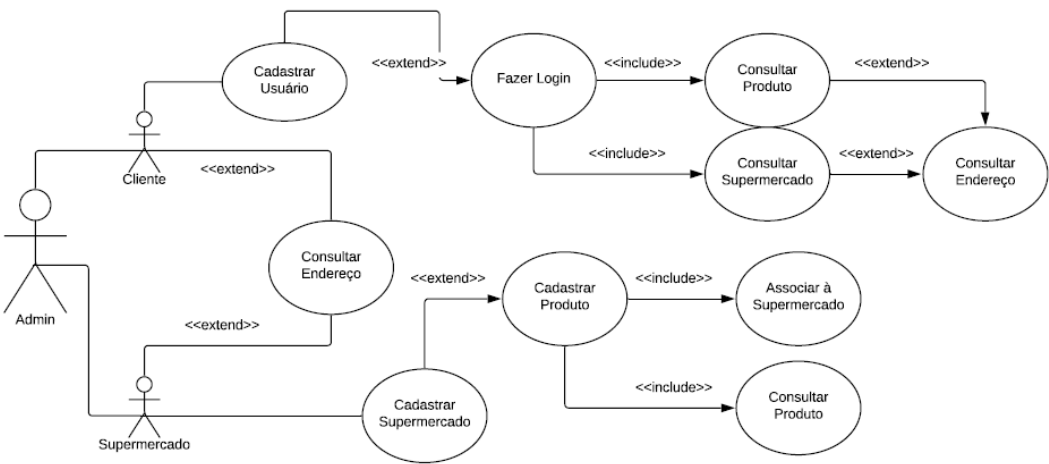 Cadastrar
Usuário
<<extend>>
Fazer Login
<<include>>
Consultar
Produto
<<extend>>
<<include>>
Consultar
Supermercado
<<extend>>
Consultar
Endereço
Cliente
<<extend>>
Consultar
Endereço
Admin
<<extend>>
Supermercado
Cadastrar
Supermercado
<<extend>>
Cadastrar
Produto
<<include>>
Associar à
Supermercado
<<include>>
Consultar
Produto